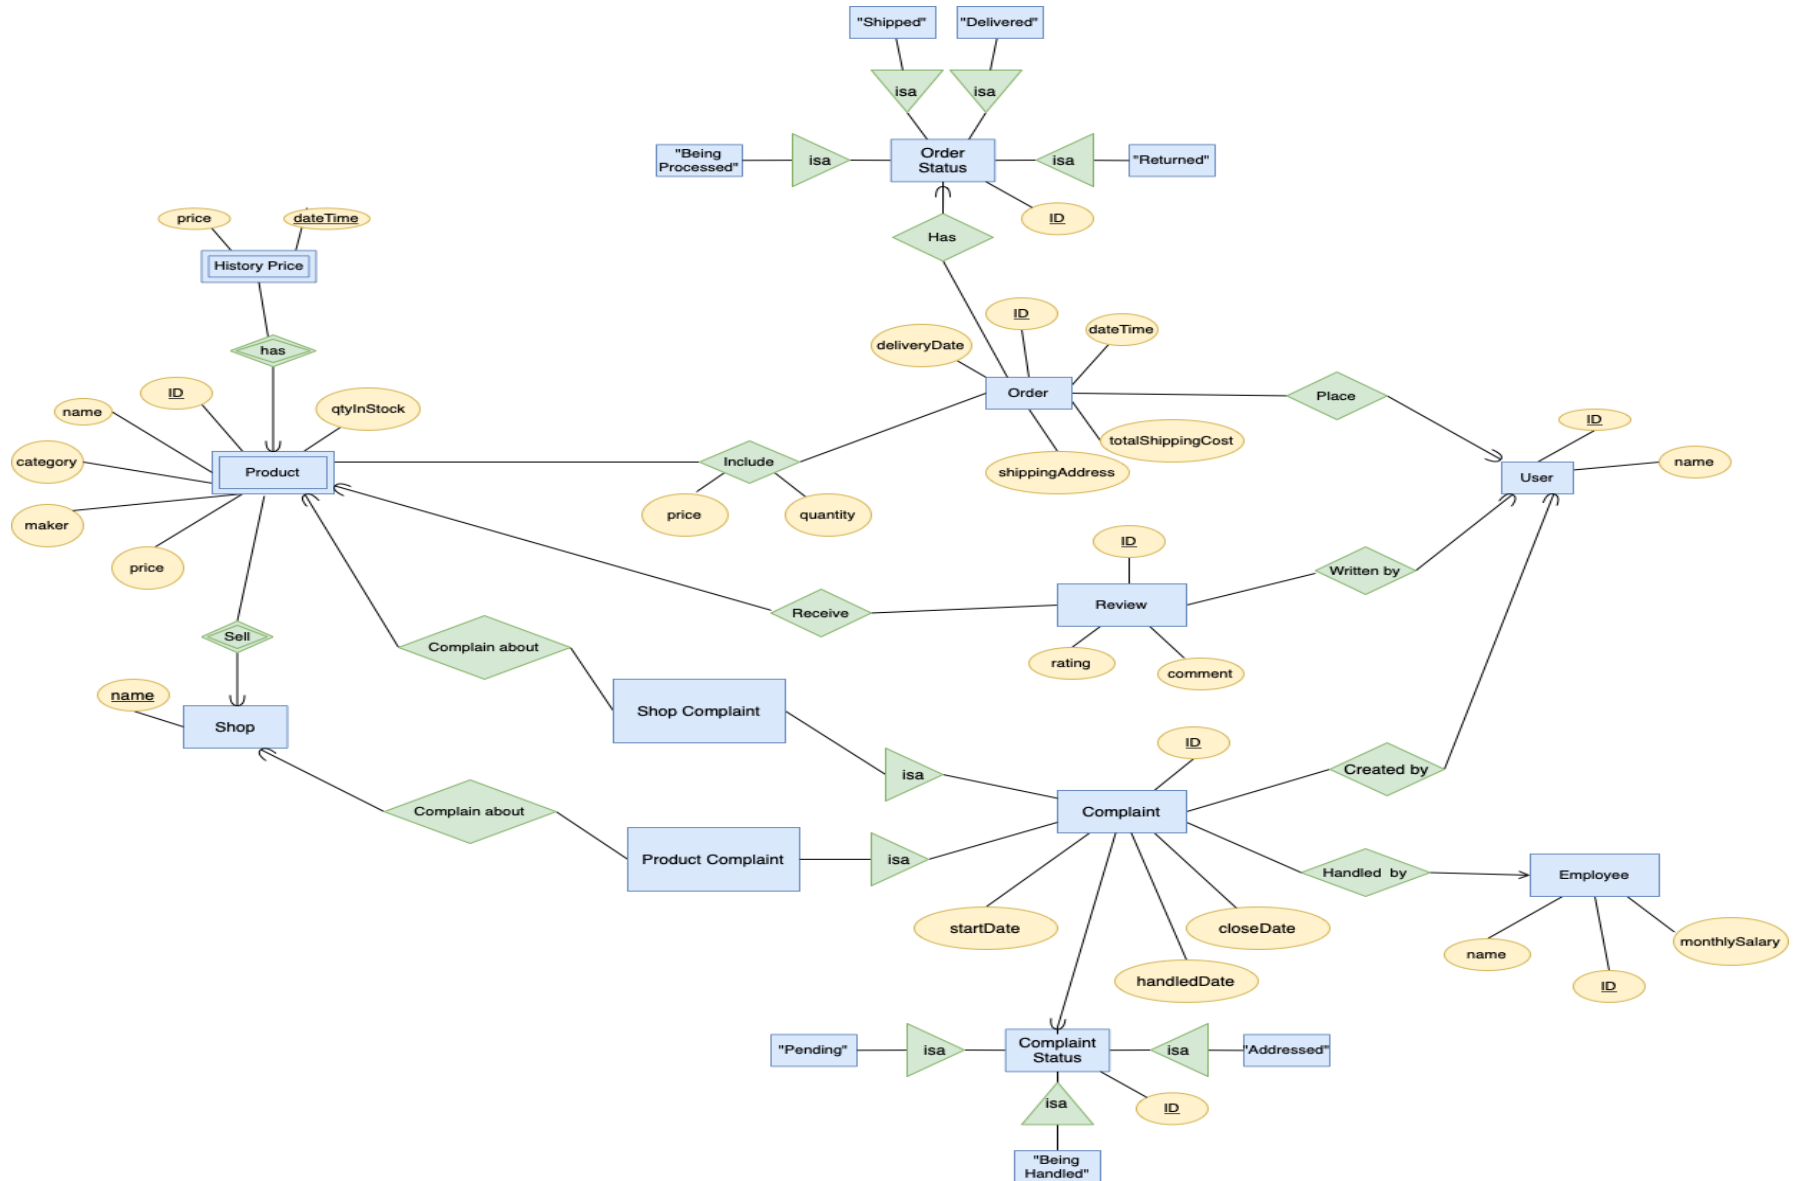 "Shipped"
"Delivered"
isa
isa
"Being
Processed"
isa
Order
Status
isa
"Returned"
ID
Has
price
dateTime
History Price
has
ID
dateTime
deliveryDate
Order
Place
totalShippingCost
shippingAddress
ID
name
User
ID
qtyInStock
name
category
Product
maker
price
Include
price
quantity
ID
Written by
Review
Receive
rating
comment
Sell
Complain about
name
Shop
Shop Complaint
isa
ID
Created by
Complain about
Complaint
Product Complaint
isa
Handled by
Employee
startDate
closeDate
handledDate
name
ID
monthlySalary
"Pending"
isa
Complaint
Status
isa
"Addressed"
isa
ID
"Being
Handled"